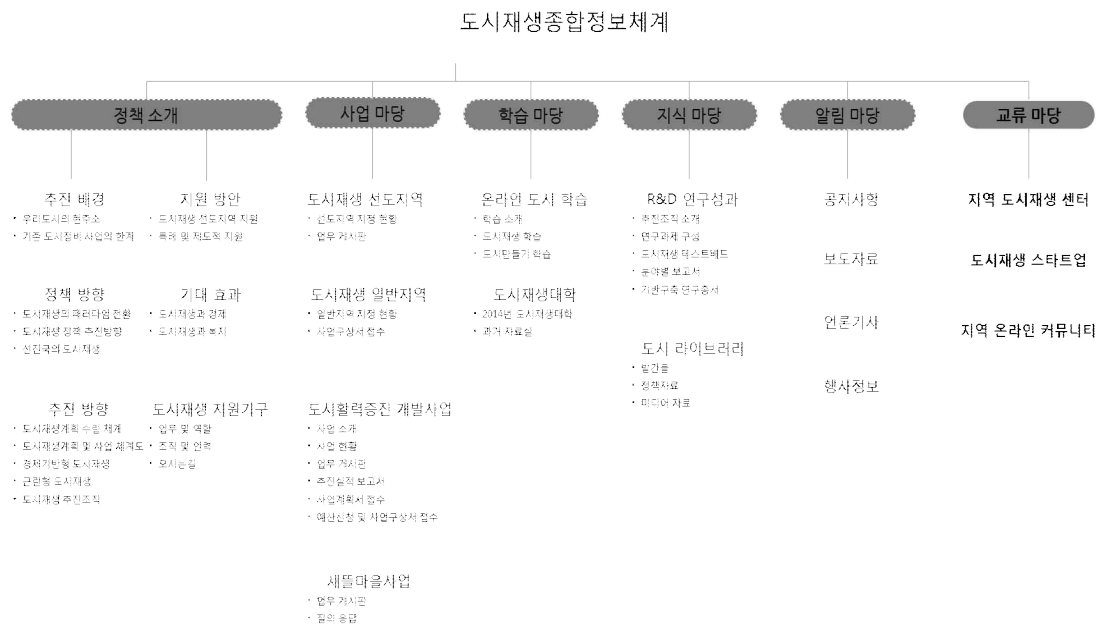 도시재생종합정보체계
정책 소개
추진 배경
• 우리도시의 현주소
• 기존 도시정비 사업의 한계
정책 방향
• 도시재생의 패러다임 전환
• 도시재생 정책 추진방향
• 선진국의 도시재생
추진 방향
• 도시재생계획 수립 체계
• 도시재생계획 및 사업 체계도
• 경제기반형 도시재생
• 근린형 도시재생
• 도시재생 추진조직
지원 방안
• 도시재생 선도지역 지원
• 특례 및 제도적 지원
기대 효과
• 도시재생과 경제
• 도시재생과 복지
도시재생 지원기구
• 업무 및 역할
• 조직 및 인력
• 오시는길
사업 마당
도시재생 선도지역
• 선도지역 지정 현황
• 업무 게시판
도시재생 일반지역
• 일반지역 지정 현황
• 사업구상서 접수
도시활력증진 개발사업
• 사업 소개
• 사업 현황
• 업무 게시판
• 추진실적 보고서
• 사업계획서 접수
• 예산신청 및 사업구상서 접수
새뜰마을사업
• 업무 게시판
• 질의 응답
학습 마당
온라인 도시 학습
• 학습 소개
• 도시재생 학습
• 도시만들기 학습
도시재생대학
• 2014년 도시재생대학
• 과거 자료실
지식 마당
R&D 연구성과
• 추진조직 소개
• 연구과제 구성
• 도시재생 테스트베드
• 분야별 보고서
• 기반구축 연구총서
도시 라이브러리
• 발간물
• 정책자료
• 미디어 자료
알림 마당
공지사항
보도자료
언론기사
행사정보
교류 마당
지역 도시재생 센터
도시재생 스타트업
지역 온라인 커뮤니티